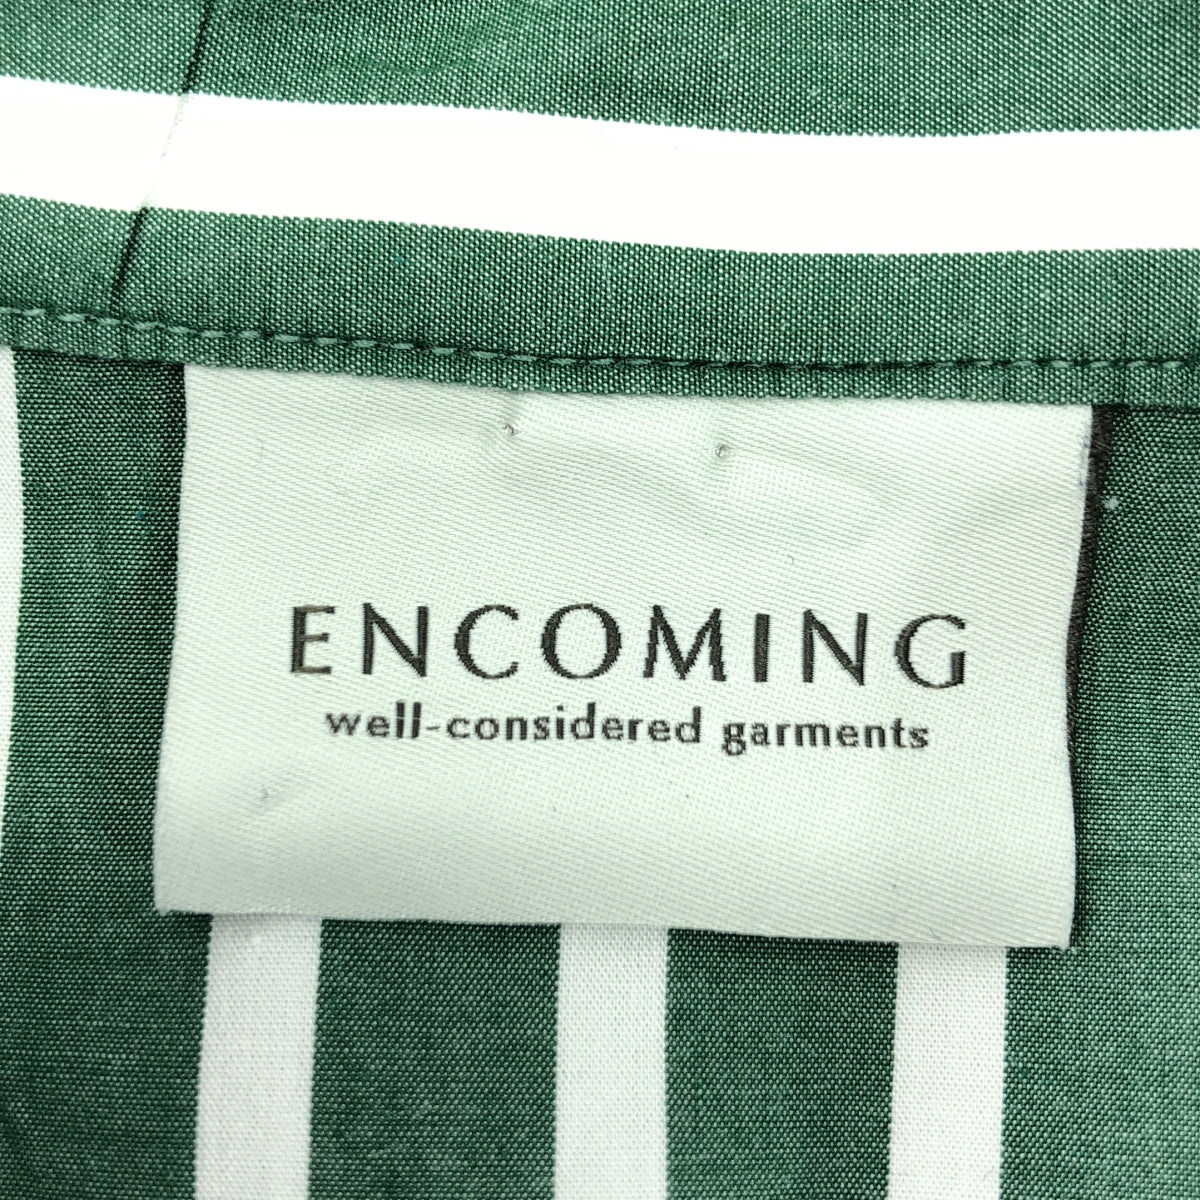 ENCOMING
well-considered garments